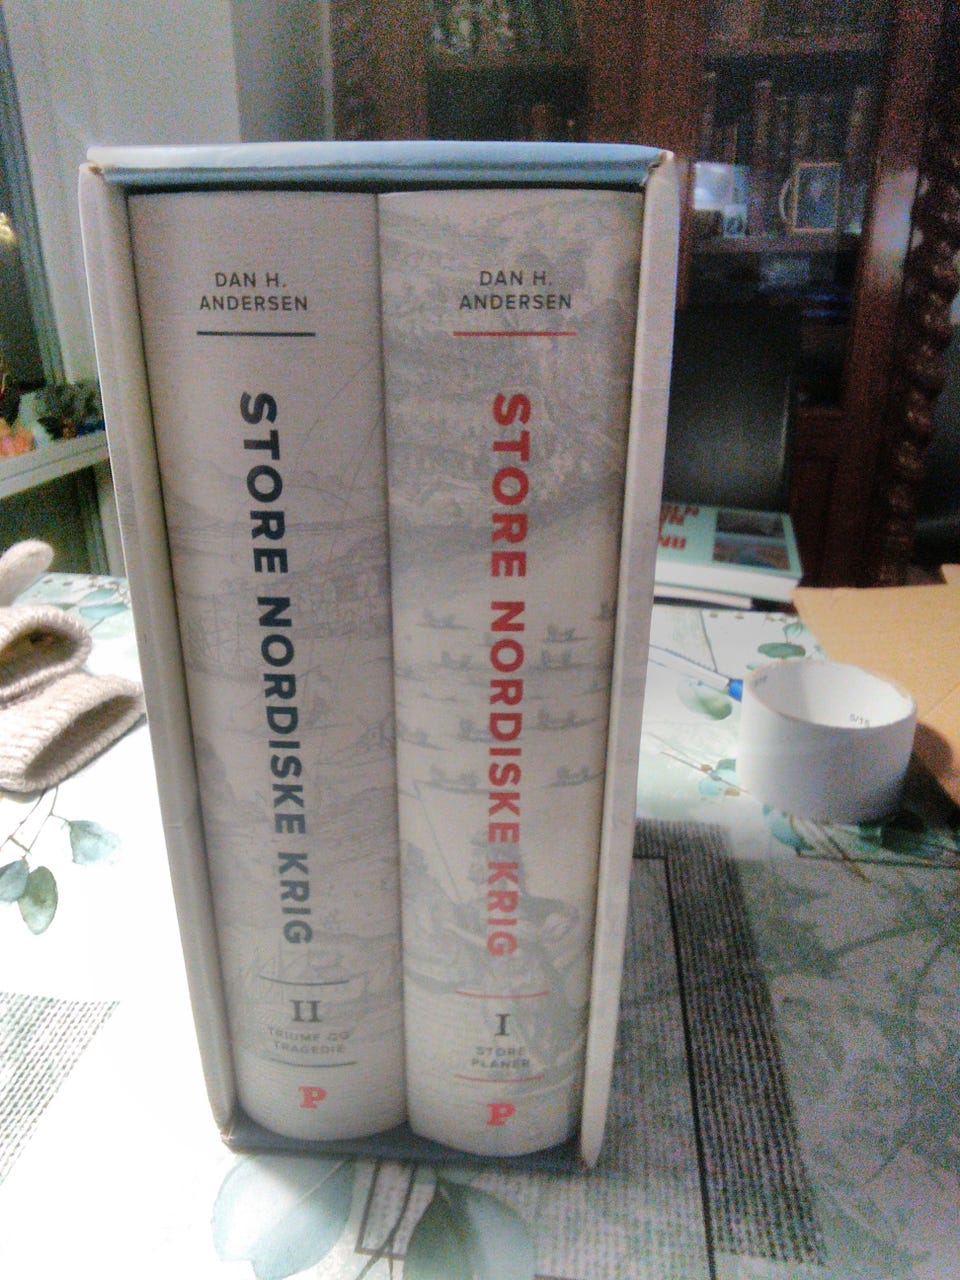 DAN H.
ANDERSEN
STORE NORDISKE KRIG
II
TRIUMF OG
TRAGEDIE
P
DAN H.
ANDERSEN
STORE NORDISKE KRIG
I
STORE
PLANER
P